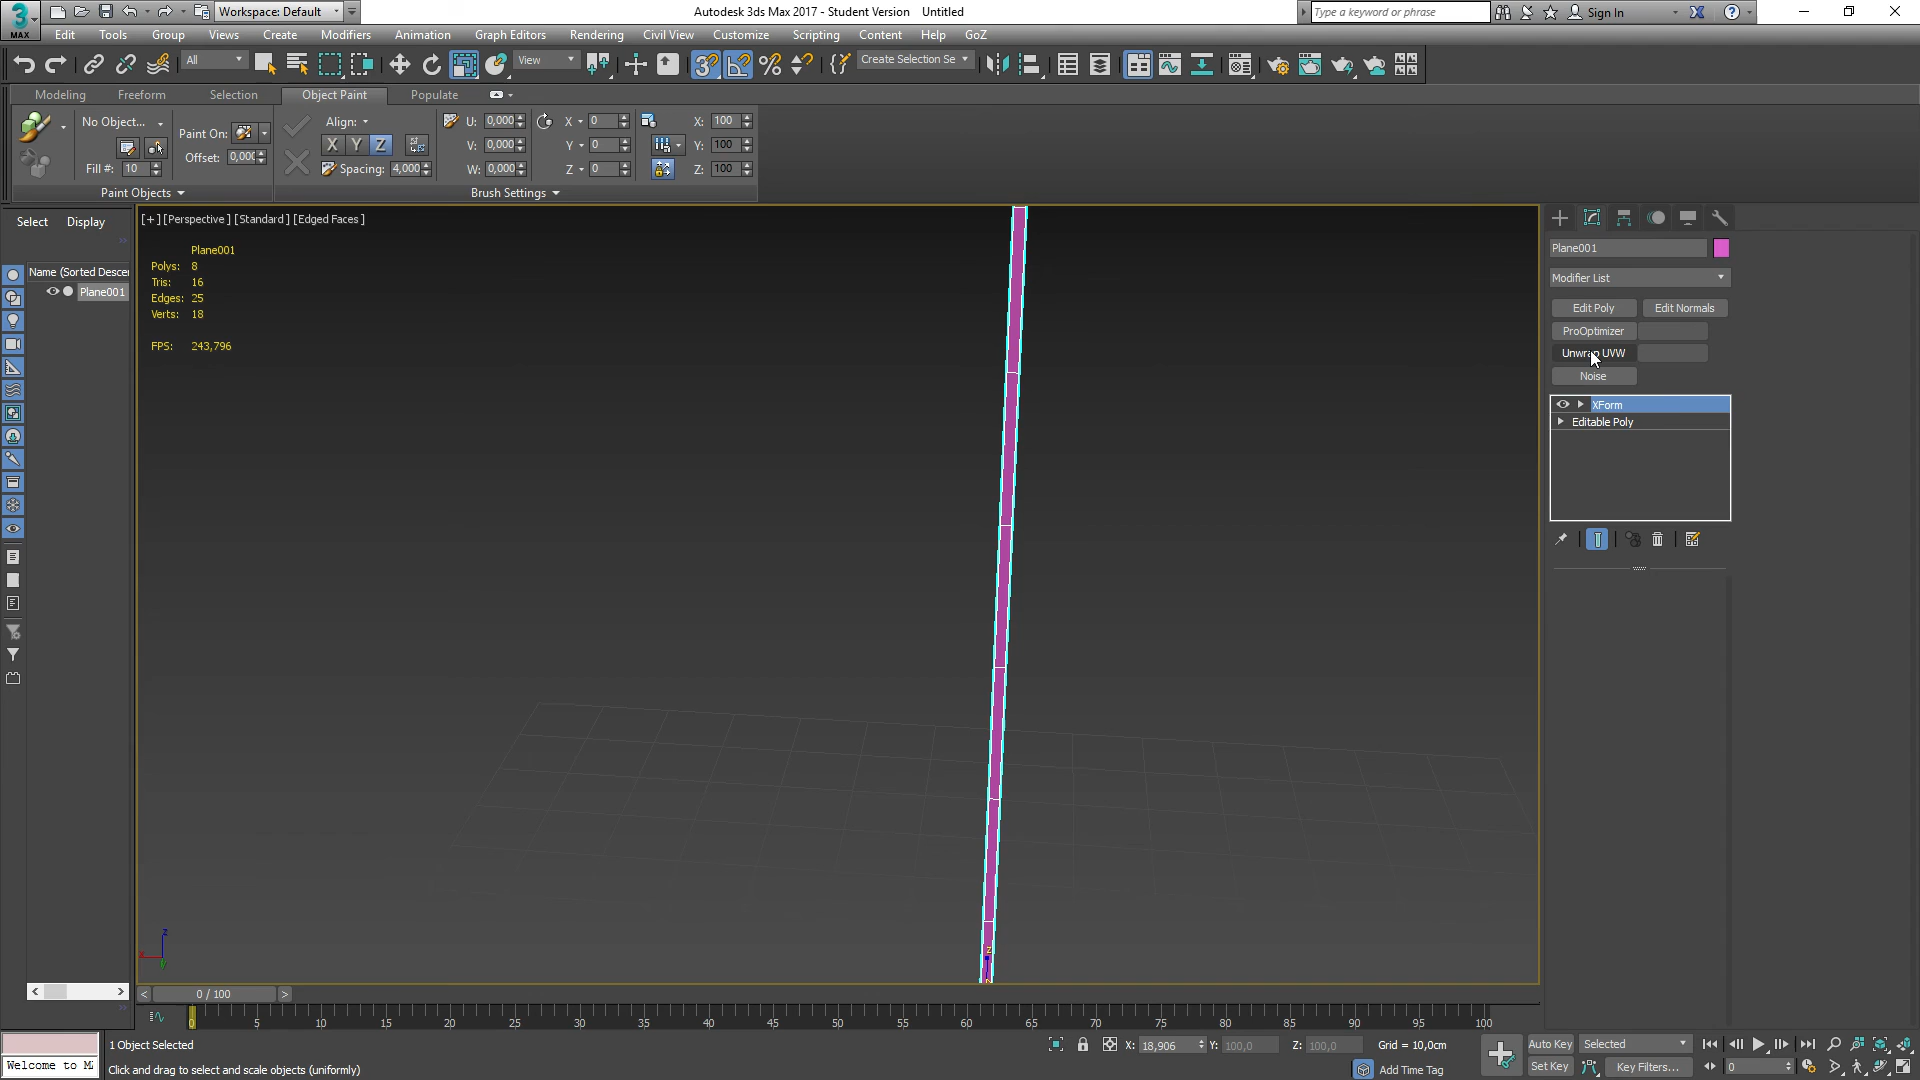 3 MAX Workspace: Default Autodesk 3ds Max 2017 - Student Version Untitled Type a keyword or phrase Sign In
Edit Tools Group Views Create Modifiers Animation Graph Editors Rendering Civil View Customize Scripting Content Help GoZ
All View Create Selection Se
Modeling Freeform Selection Object Paint Populate
No Object... Paint On: Align: U: 0,000 X 0 X: 100
Offset: 0,000 X Y Z V: 0,000 Y 0 Y: 100
Fill #: 10 Spacing: 4,000 W: 0,000 Z 0 Z: 100
Paint Objects Brush Settings
Select Display
[+] [Perspective] [Standard] [Edged Faces]
Name (Sorted Descer
Plane001
Plane001
Polys: 8
Tris: 16
Edges: 25
Verts: 18
FPS: 243,796
Plane001
Modifier List
Edit Poly Edit Normals
ProOptimizer
Unwrap UVW
Noise
XForm
Editable Poly
z
z
x
y
< 0 / 100 >
0 5 10 15 20 25 30 35 40 45 50 55 60 65 70 75 80 85 90 95 100
1 Object Selected X: 18,906 Y: 100,0 Z: 100,0 Grid = 10,0cm Auto Key Selected
Welcome to M Click and drag to select and scale objects (uniformly) Add Time Tag Set Key Key Filters... 0